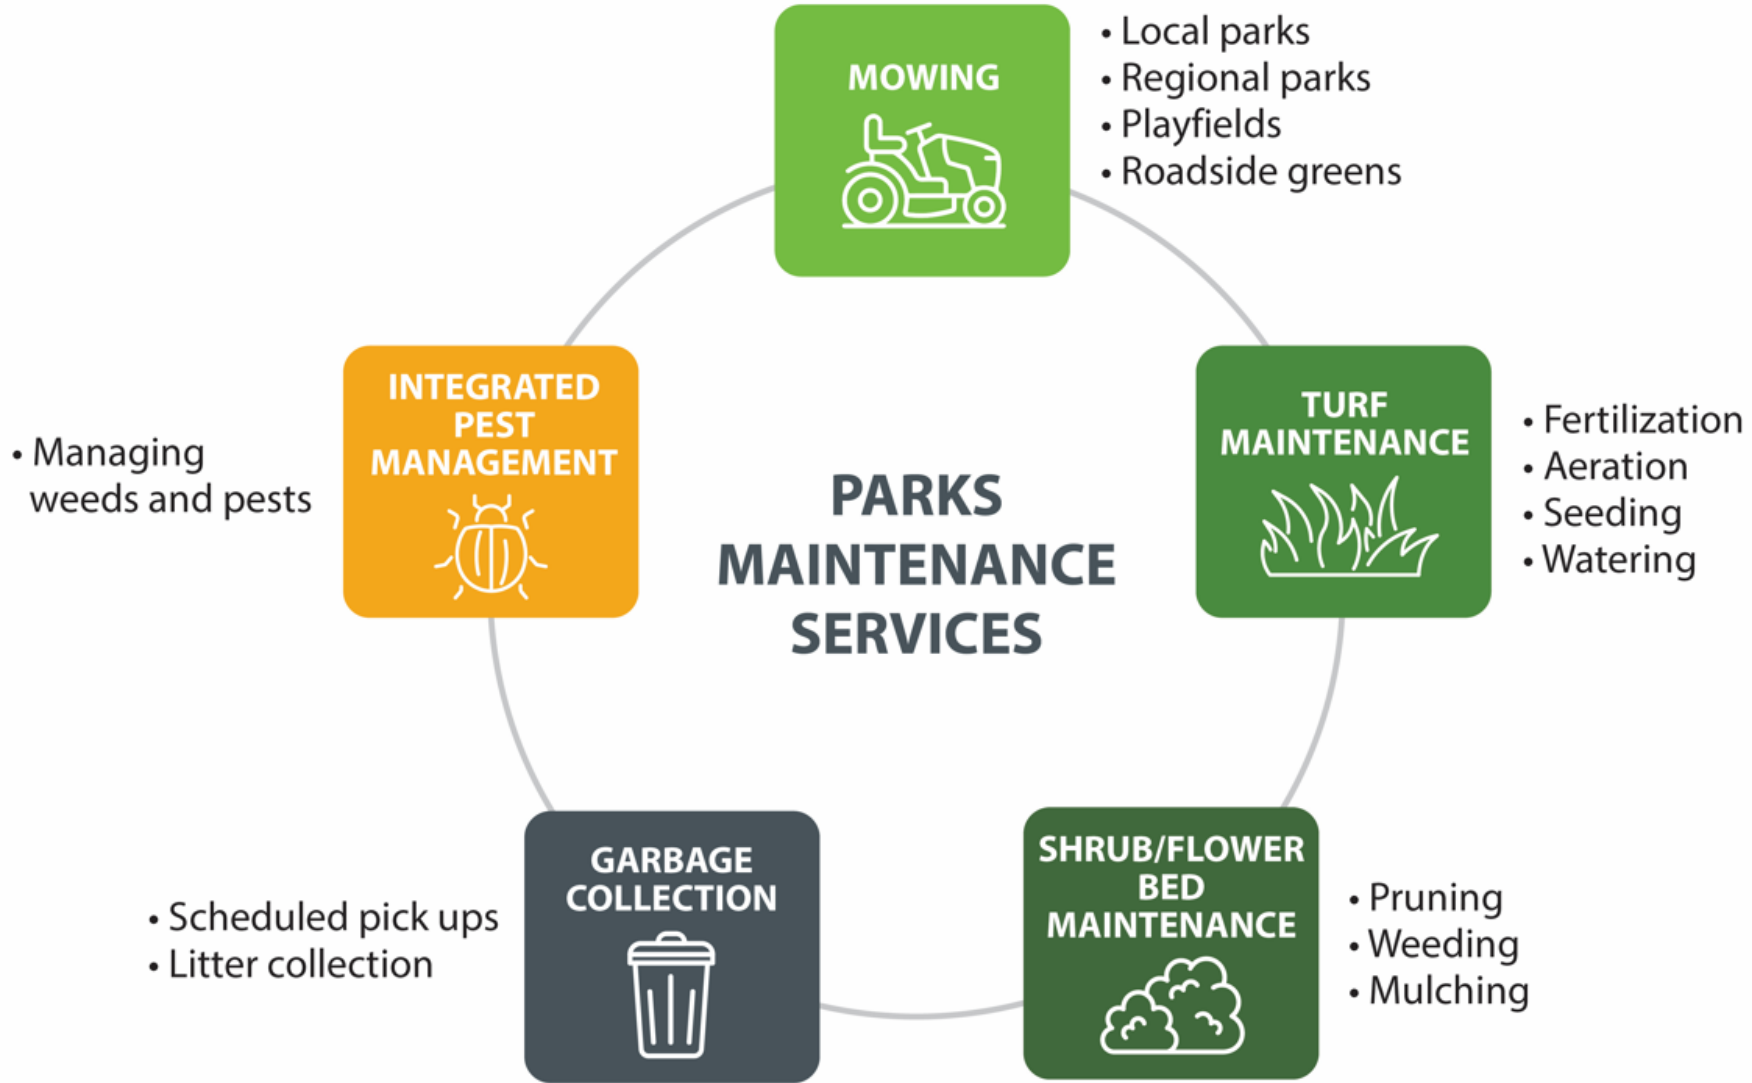 MOWING
• Local parks
• Regional parks
• Playfields
• Roadside greens
INTEGRATED
PEST
MANAGEMENT
• Managing
weeds and pests
PARKS
MAINTENANCE
SERVICES
TURF
MAINTENANCE
• Fertilization
• Aeration
• Seeding
• Watering
GARBAGE
COLLECTION
• Scheduled pick ups
• Litter collection
SHRUB/FLOWER
BED
MAINTENANCE
• Pruning
• Weeding
• Mulching